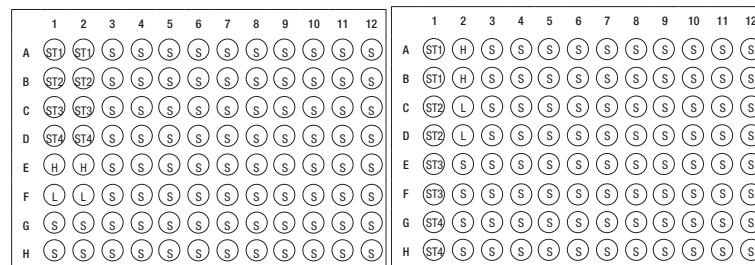 1 2 3 4 5 6 7 8 9 10 11 12
A ST1 ST1 S S S S S S S S S S
B ST2 ST2 S S S S S S S S S S
C ST3 ST3 S S S S S S S S S S
D ST4 ST4 S S S S S S S S S S
E H H S S S S S S S S S S
F L L S S S S S S S S S S
G S S S S S S S S S S S S
H S S S S S S S S S S S S
1 2 3 4 5 6 7 8 9 10 11 12
A ST1 H S S S S S S S S S S
B ST1 H S S S S S S S S S S
C ST2 L S S S S S S S S S S
D ST2 L S S S S S S S S S S
E ST3 S S S S S S S S S S S
F ST3 S S S S S S S S S S S
G ST4 S S S S S S S S S S S
H ST4 S S S S S S S S S S S